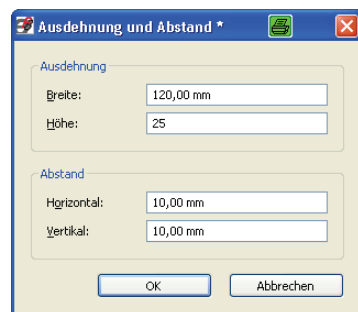 Ausdehnung und Abstand *
Ausdehnung
Breite: 120,00 mm
Höhe: 25
Abstand
Horizontal: 10,00 mm
Vertikal: 10,00 mm
OK Abbrechen